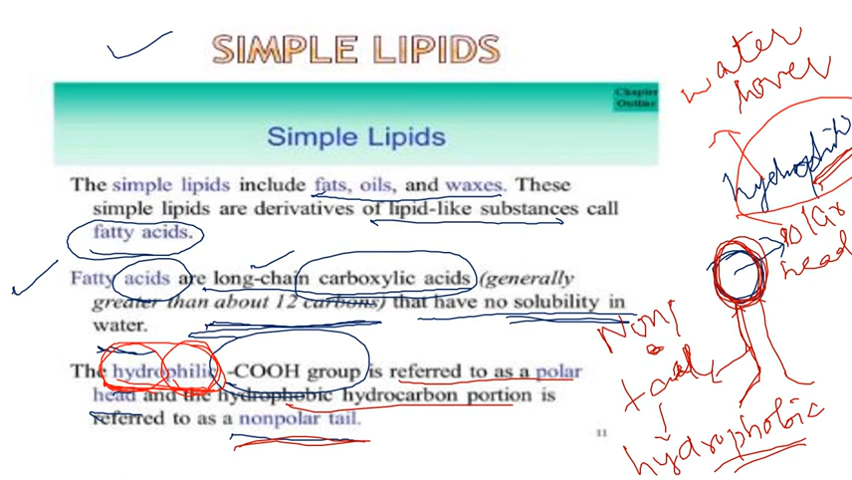 SIMPLE LIPIDS
Chapter
Outline
Simple Lipids
The simple lipids include fats, oils, and waxes. These
simple lipids are derivatives of lipid-like substances call
fatty acids.
Fatty acids are long-chain carboxylic acids (generally
greater than about 12 carbons) that have no solubility in
water.
The hydrophilic -COOH group is referred to as a polar
head and the hydrophobic hydrocarbon portion is
referred to as a nonpolar tail.
11
water
lover
hydrophili
polar
head
Non
tail
hydrophobic